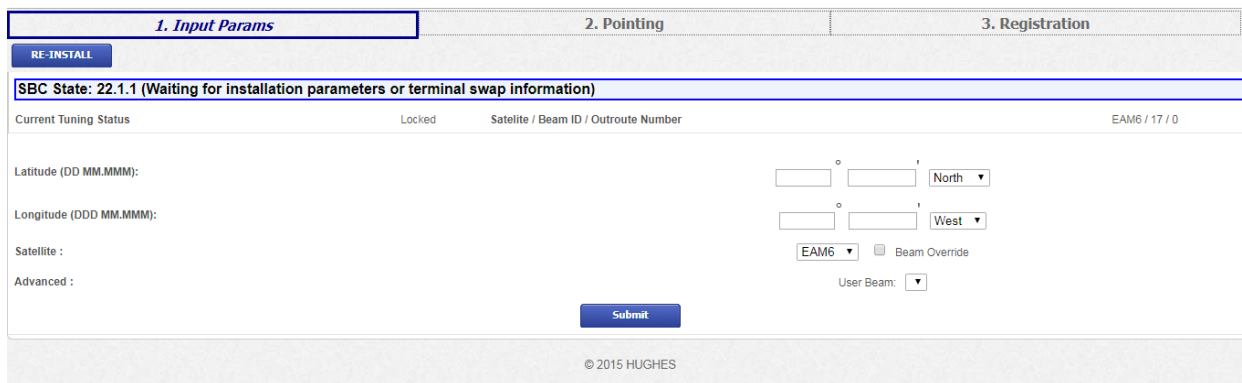 1. Input Params 2. Pointing 3. Registration
RE-INSTALL
SBC State: 22.1.1 (Waiting for installation parameters or terminal swap information)
Current Tuning Status Locked Satelite / Beam ID / Outroute Number EAM6 / 17 / 0
Latitude (DD MM.MMM): ° ' North
Longitude (DDD MM.MMM): ° ' West
Satellite : EAM6 Beam Override
Advanced : User Beam:
Submit
© 2015 HUGHES